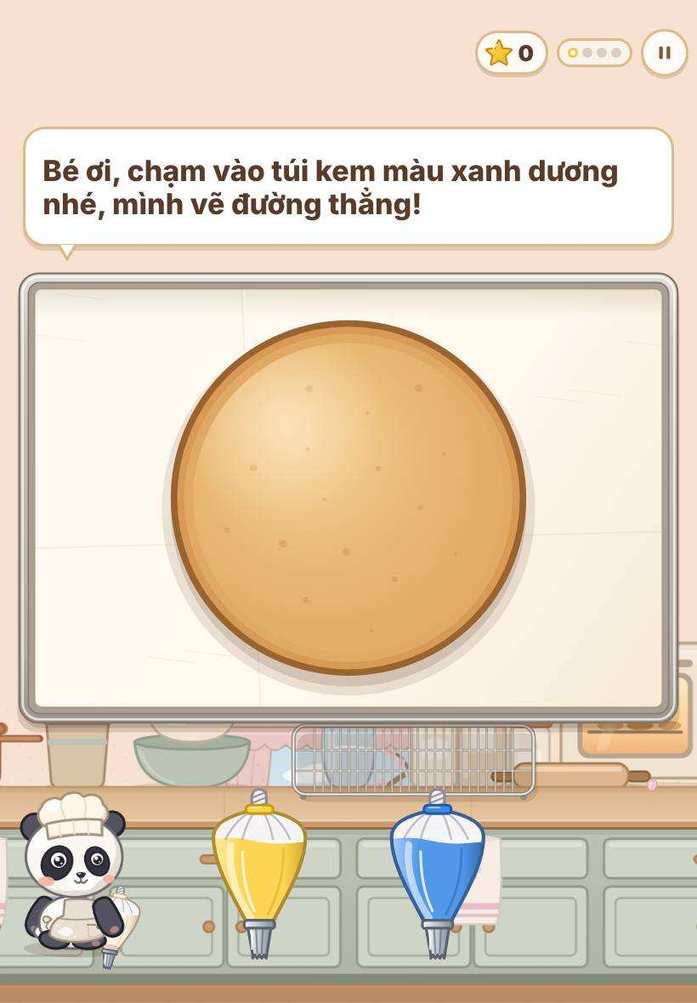 0
Bé ơi, chạm vào túi kem màu xanh dương
nhé, mình vẽ đường thẳng!